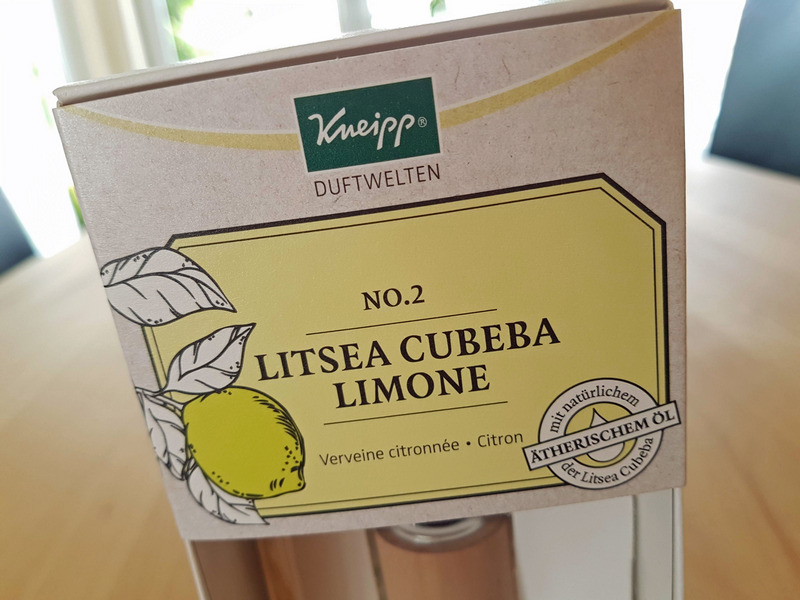 Kneipp®
DUFTWELTEN
NO.2
LITSEA CUBEBA
LIMONE
Verveine citronnée • Citron
mit natürlichem
ÄTHERISCHEM ÖL
der Litsea Cubeba